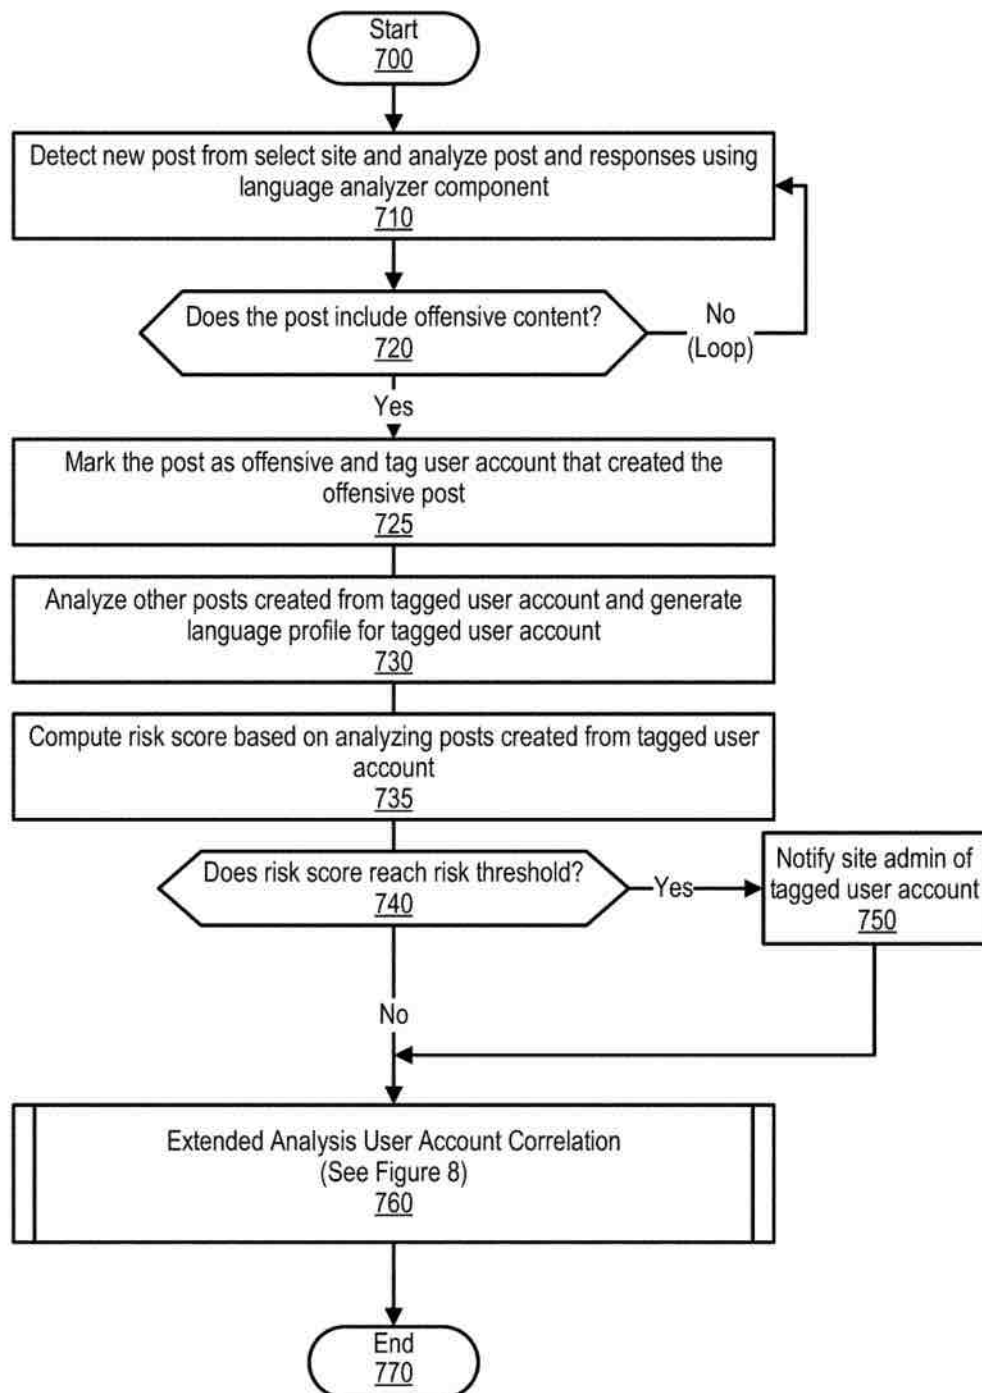 Start
700
Detect new post from select site and analyze post and responses using
language analyzer component
710
Does the post include offensive content?
720
No
(Loop)
Yes
Mark the post as offensive and tag user account that created the
offensive post
725
Analyze other posts created from tagged user account and generate
language profile for tagged user account
730
Compute risk score based on analyzing posts created from tagged user
account
735
Does risk score reach risk threshold?
740
Yes
Notify site admin of
tagged user account
750
No
Extended Analysis User Account Correlation
(See Figure 8)
760
End
770